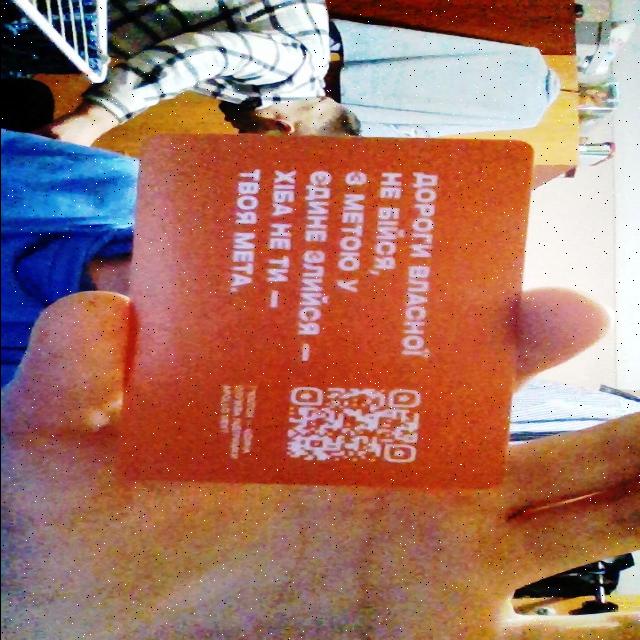 ДОРОГИ ВЛАСНОЇ
НЕ БІЙСЯ,
З МЕТОЮ У
ЄДИНЕ ЗЛИЙСЯ –
ХІБА НЕ ТИ –
ТВОЯ МЕТА.